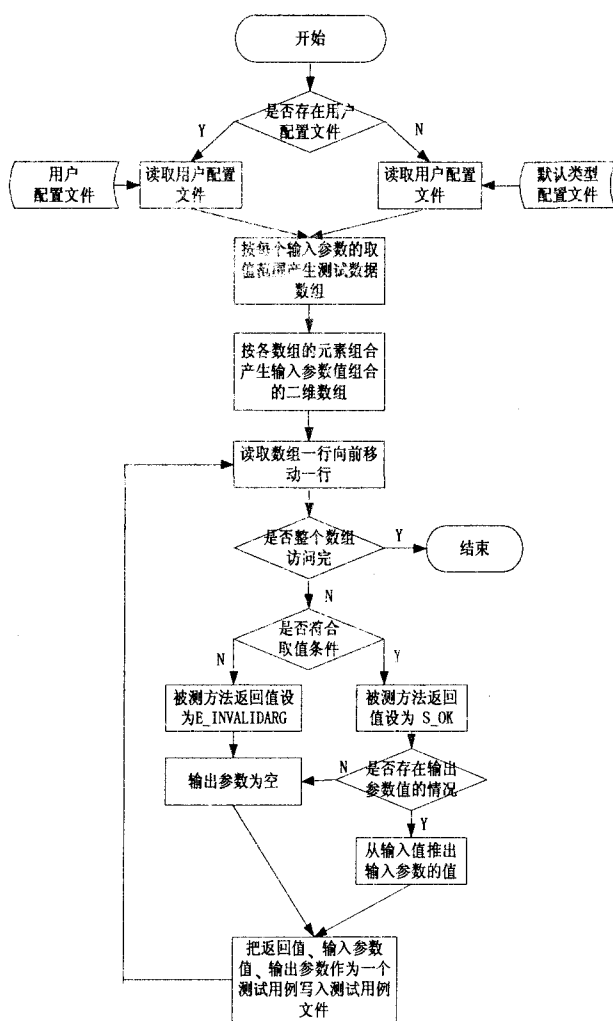 开始
是否存在用户
配置文件
Y
N
用户
配置文件
读取用户配置
文件
读取用户配置
文件
默认类型
配置文件
按每个输入参数的取
值范围产生测试数据
数组
按各数组的元素组合
产生输入参数值组合
的二维数组
读取数组一行向前移
动一行
是否整个数组
访问完
Y
结束
N
是否符合
取值条件
N
Y
被测方法返回值设
为E_INVALIDARG
被测方法返回
值设为 S_OK
输出参数为空
N
是否存在输出
参数值的情况
Y
从输入值推出
输入参数的值
把返回值、输入参数
值、输出参数作为一个
测试用例写入测试用例
文件